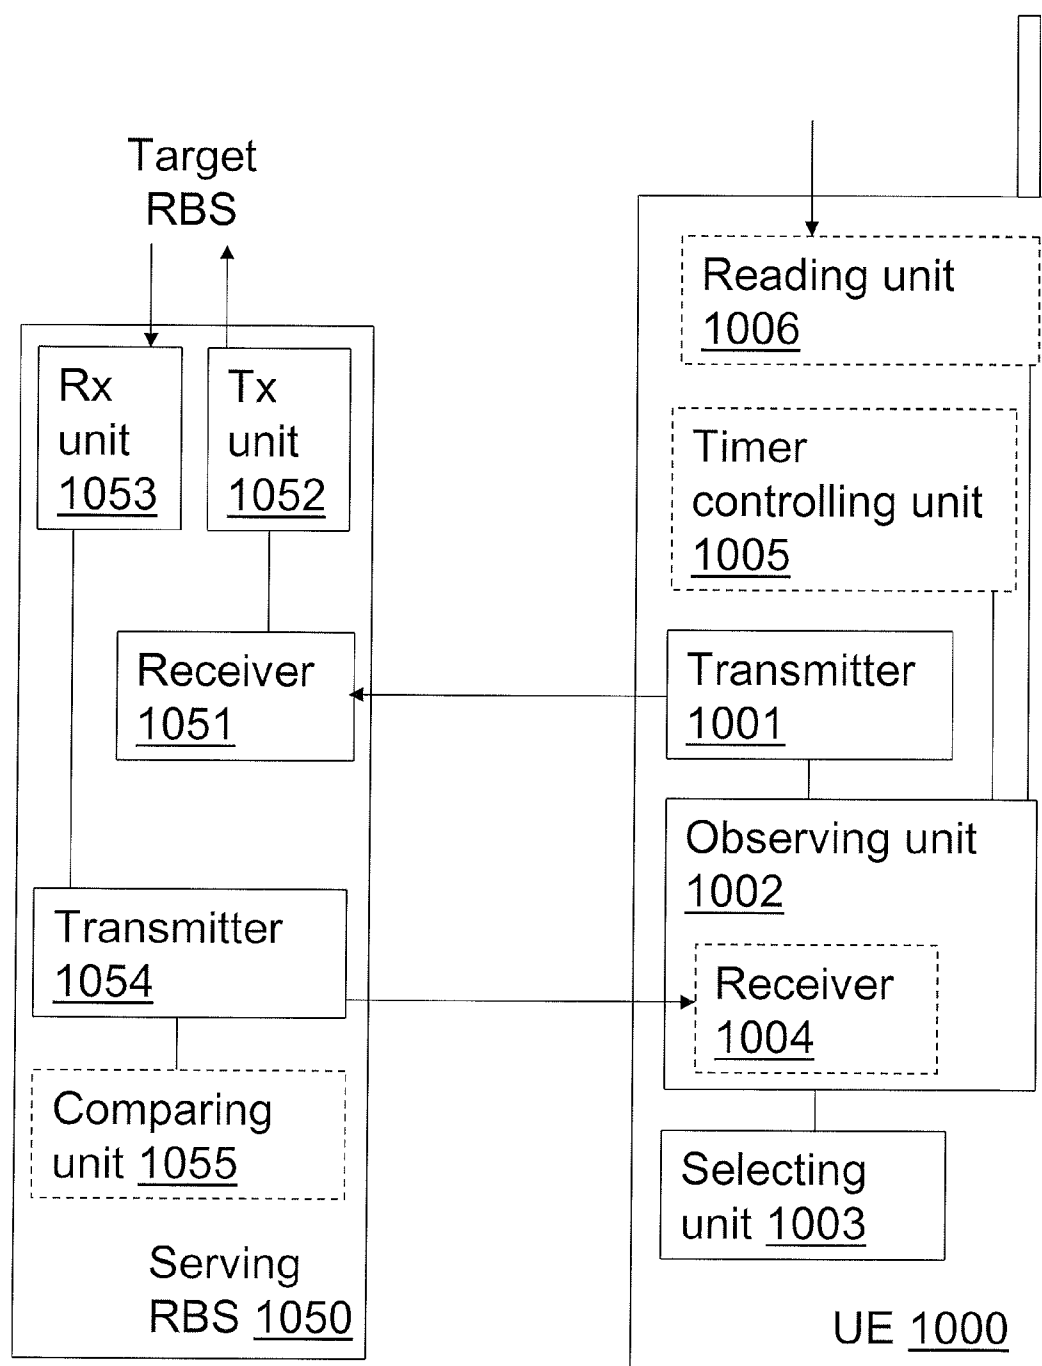 Target
RBS
Rx
unit
1053
Tx
unit
1052
Receiver
1051
Transmitter
1054
Comparing
unit 1055
Serving
RBS 1050
Reading unit
1006
Timer
controlling unit
1005
Transmitter
1001
Observing unit
1002
Receiver
1004
Selecting
unit 1003
UE 1000